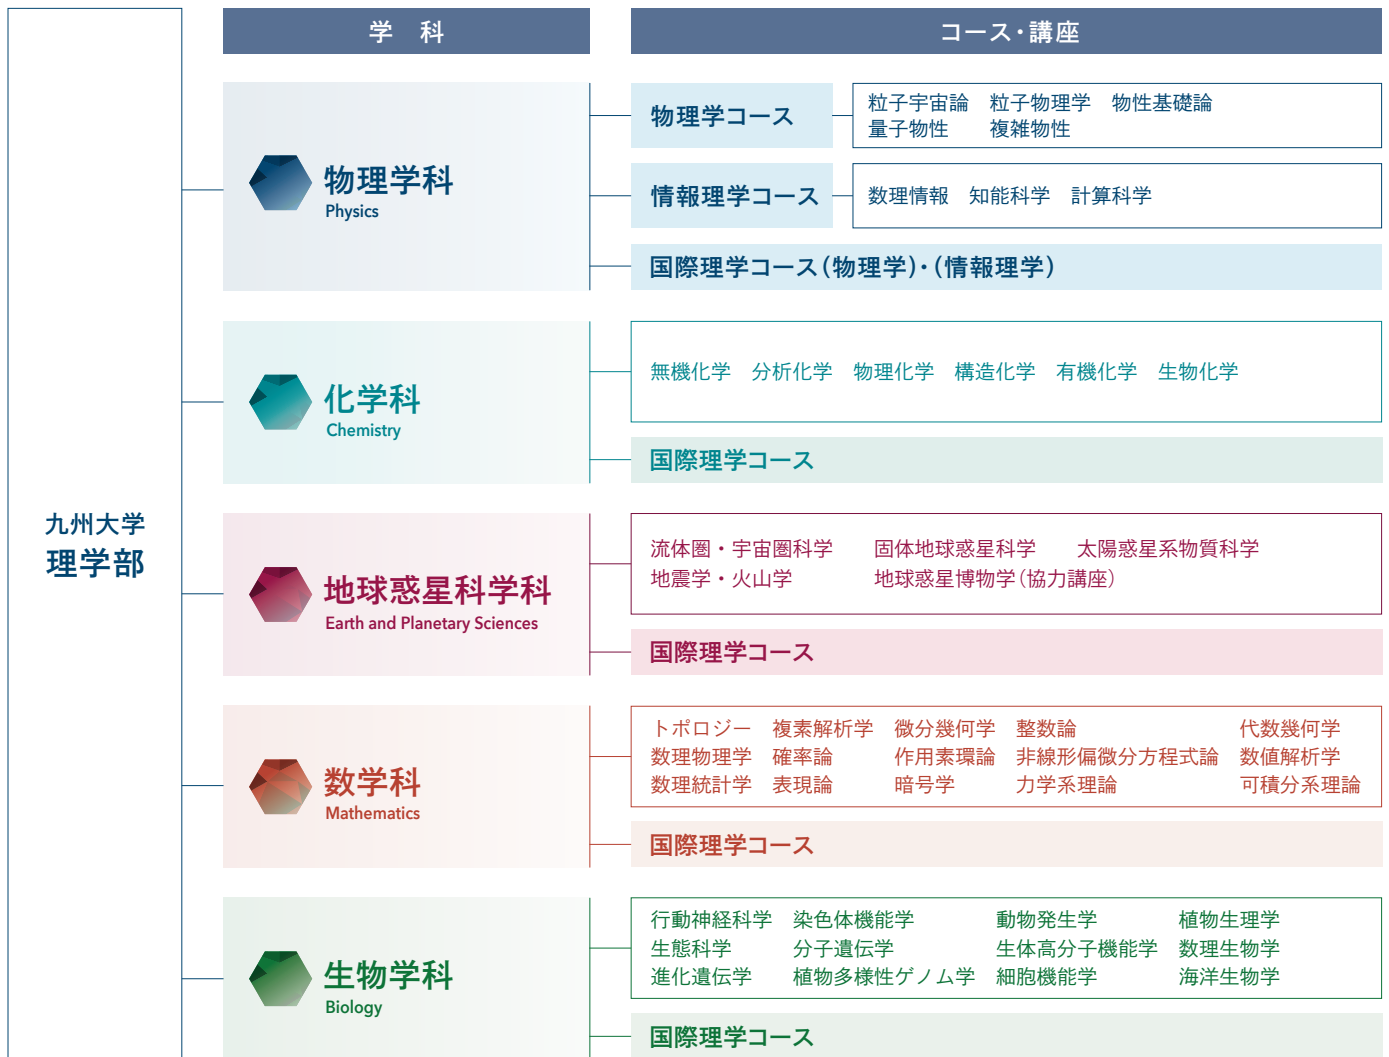 学 科
コース・講座
九州大学
理学部
物理学科
Physics
物理学コース
粒子宇宙論 粒子物理学 物性基礎論
量子物性 複雑物性
情報理学コース
数理情報 知能科学 計算科学
国際理学コース(物理学)・(情報理学)
化学科
Chemistry
無機化学 分析化学 物理化学 構造化学 有機化学 生物化学
国際理学コース
地球惑星科学科
Earth and Planetary Sciences
流体圏・宇宙圏科学 固体地球惑星科学 太陽惑星系物質科学
地震学・火山学 地球惑星博物学(協力講座)
国際理学コース
数学科
Mathematics
トポロジー 複素解析学 微分幾何学 整数論 代数幾何学
数理物理学 確率論 作用素環論 非線形偏微分方程式論 数値解析学
数理統計学 表現論 暗号学 力学系理論 可積分系理論
国際理学コース
生物学科
Biology
行動神経科学 染色体機能学 動物発生学 植物生理学
生態科学 分子遺伝学 生体高分子機能学 数理生物学
進化遺伝学 植物多様性ゲノム学 細胞機能学 海洋生物学
国際理学コース